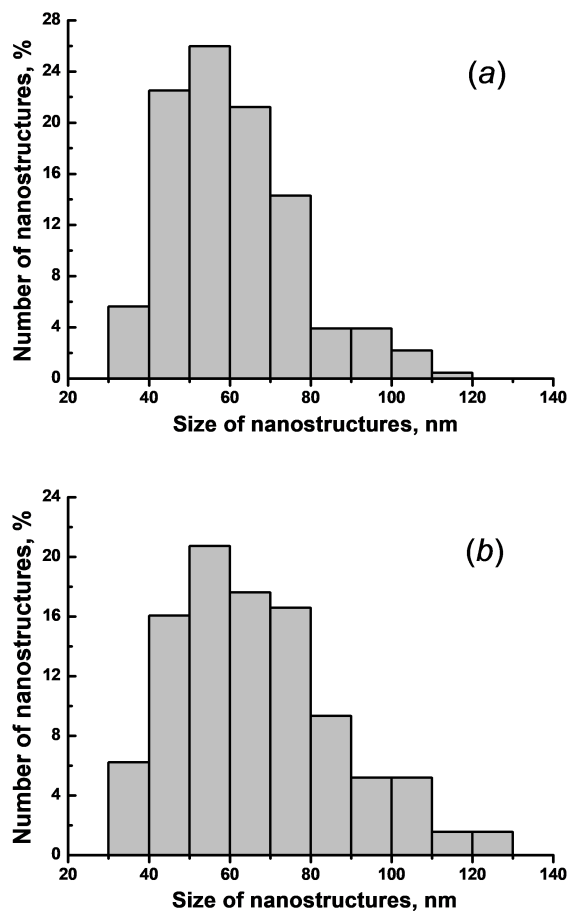 28
24
20
16
12
8
4
0
Number of nanostructures, %
(a)
20 40 60 80 100 120 140
Size of nanostructures, nm
24
20
16
12
8
4
0
Number of nanostructures, %
(b)
20 40 60 80 100 120 140
Size of nanostructures, nm